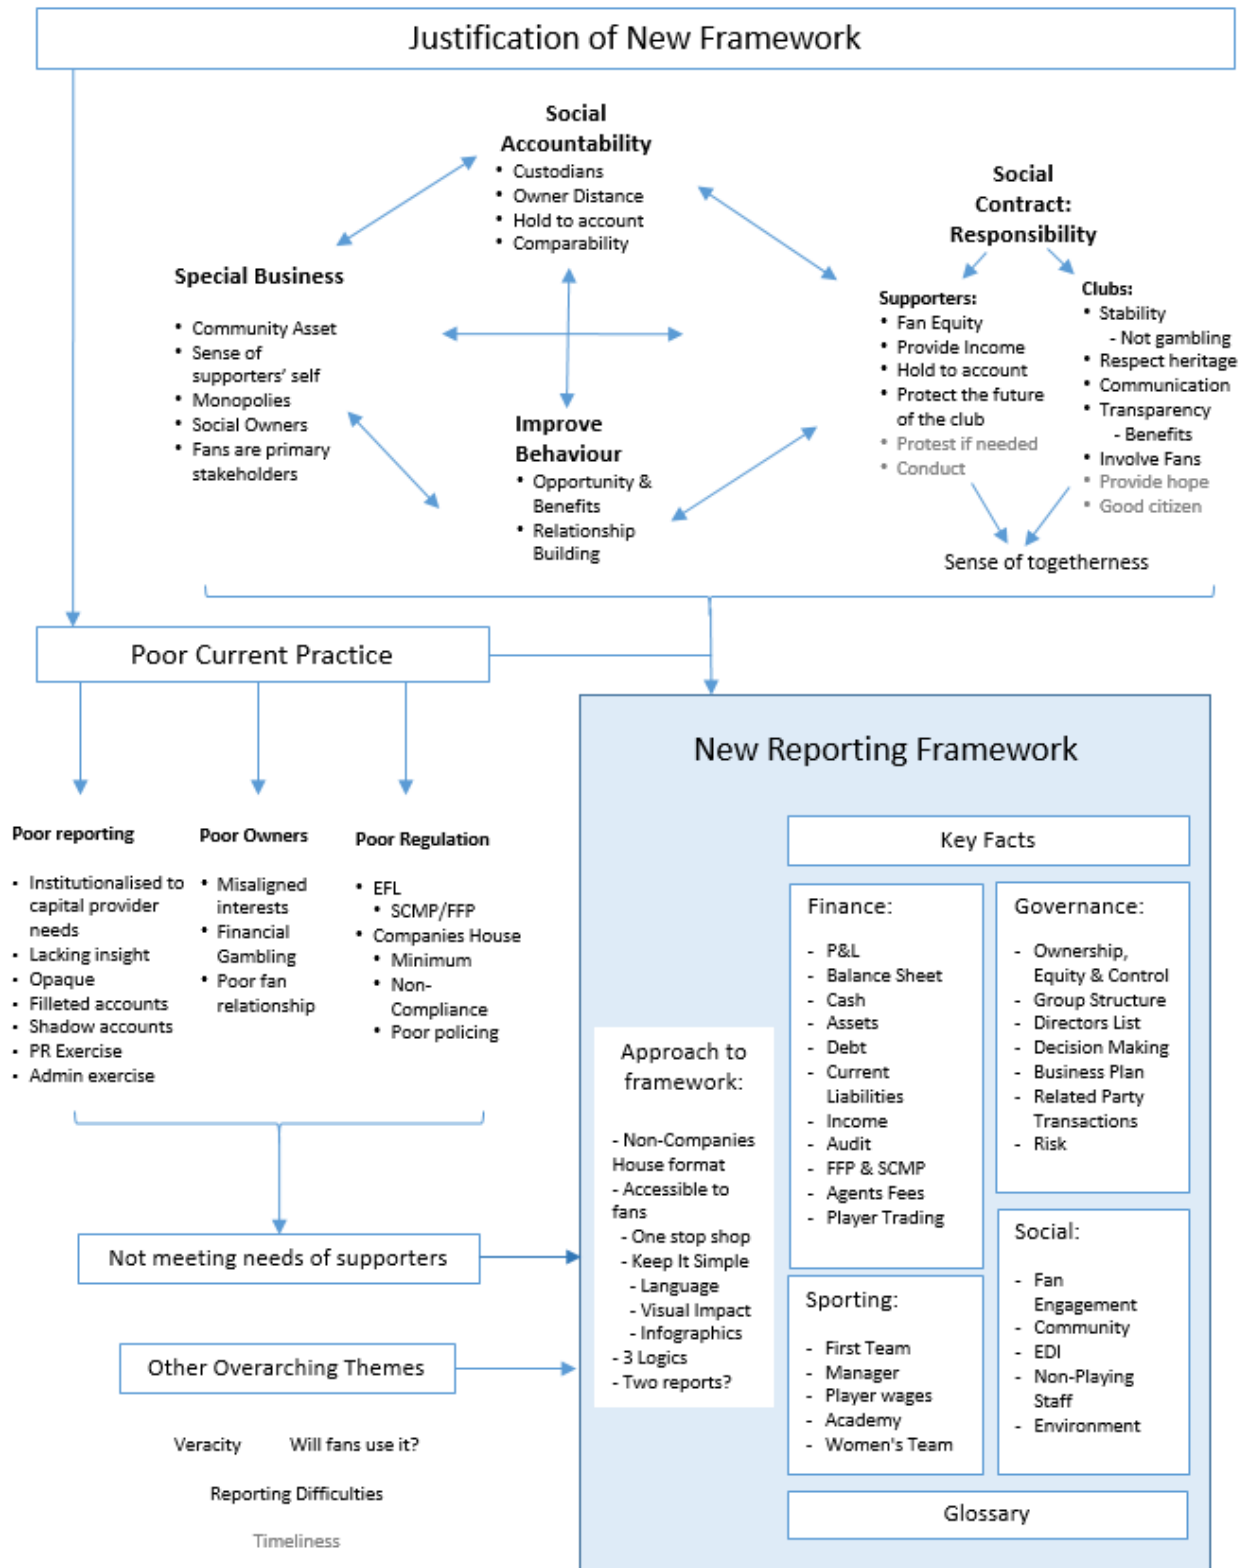 Justification of New Framework
Social
Accountability
• Custodians
• Owner Distance
• Hold to account
• Comparability
Special Business
• Community Asset
• Sense of
supporters' self
• Monopolies
• Social Owners
• Fans are primary
stakeholders
Improve
Behaviour
• Opportunity &
Benefits
• Relationship
Building
Social
Contract:
Responsibility
Supporters:
• Fan Equity
• Provide Income
• Hold to account
• Protect the future
of the club
• Protest if needed
• Conduct
Clubs:
• Stability
- Not gambling
• Respect heritage
• Communication
• Transparency
- Benefits
• Involve Fans
• Provide hope
• Good citizen
Sense of togetherness
Poor Current Practice
Poor reporting
• Institutionalised to
capital provider
needs
• Lacking insight
• Opaque
• Filleted accounts
• Shadow accounts
• PR Exercise
• Admin exercise
Poor Owners
• Misaligned
interests
• Financial
Gambling
• Poor fan
relationship
Poor Regulation
• EFL
• SCMP/FFP
• Companies House
• Minimum
• Non-
Compliance
• Poor policing
Not meeting needs of supporters
Other Overarching Themes
Veracity Will fans use it?
Reporting Difficulties
Timeliness
New Reporting Framework
Approach to
framework:
- Non-Companies
House format
- Accessible to
fans
- One stop shop
- Keep It Simple
- Language
- Visual Impact
- Infographics
- 3 Logics
- Two reports?
Key Facts
Finance:
- P&L
- Balance Sheet
- Cash
- Assets
- Debt
- Current
Liabilities
- Income
- Audit
- FFP & SCMP
- Agents Fees
- Player Trading
Governance:
- Ownership,
Equity & Control
- Group Structure
- Directors List
- Decision Making
- Business Plan
- Related Party
Transactions
- Risk
Sporting:
- First Team
- Manager
- Player wages
- Academy
- Women's Team
Social:
- Fan
Engagement
- Community
- EDI
- Non-Playing
Staff
- Environment
Glossary